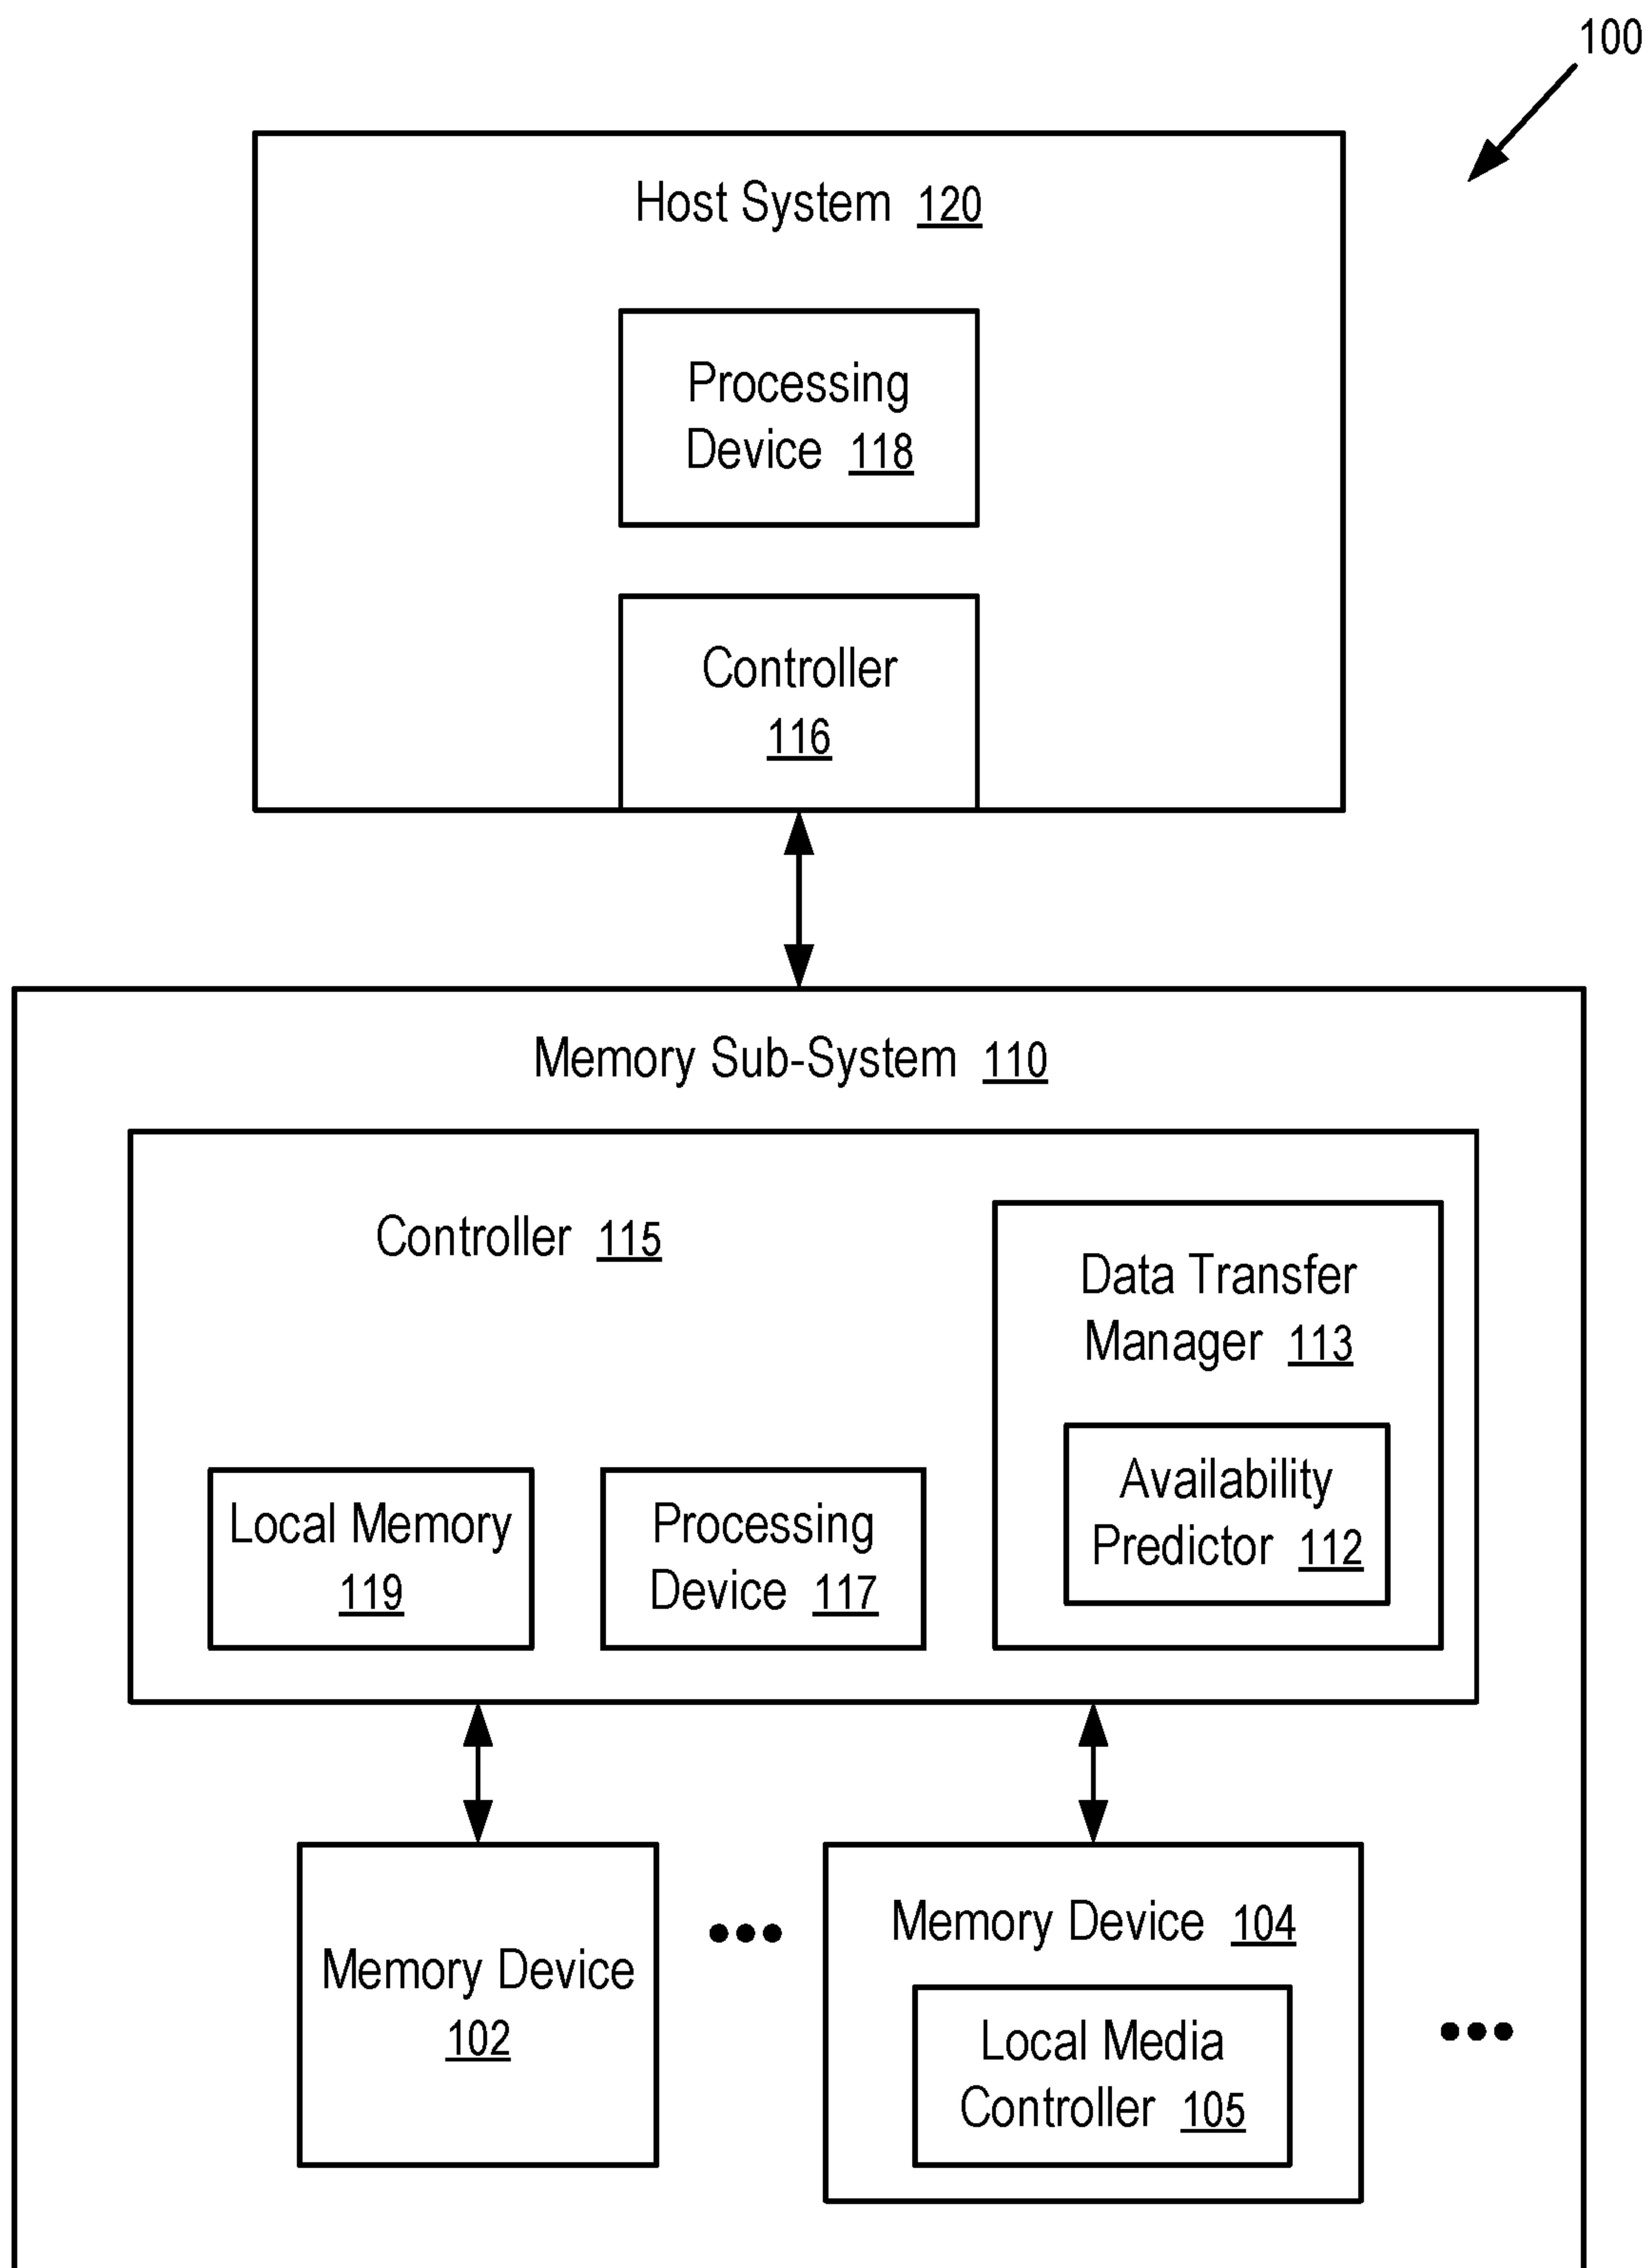 100
Host System 120
Processing
Device 118
Controller
116
Memory Sub-System 110
Controller 115
Data Transfer
Manager 113
Availability
Predictor 112
Local Memory
119
Processing
Device 117
Memory Device
102
Memory Device 104
Local Media
Controller 105